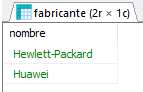 fabricante (2r × 1c)
nombre
Hewlett-Packard
Huawei